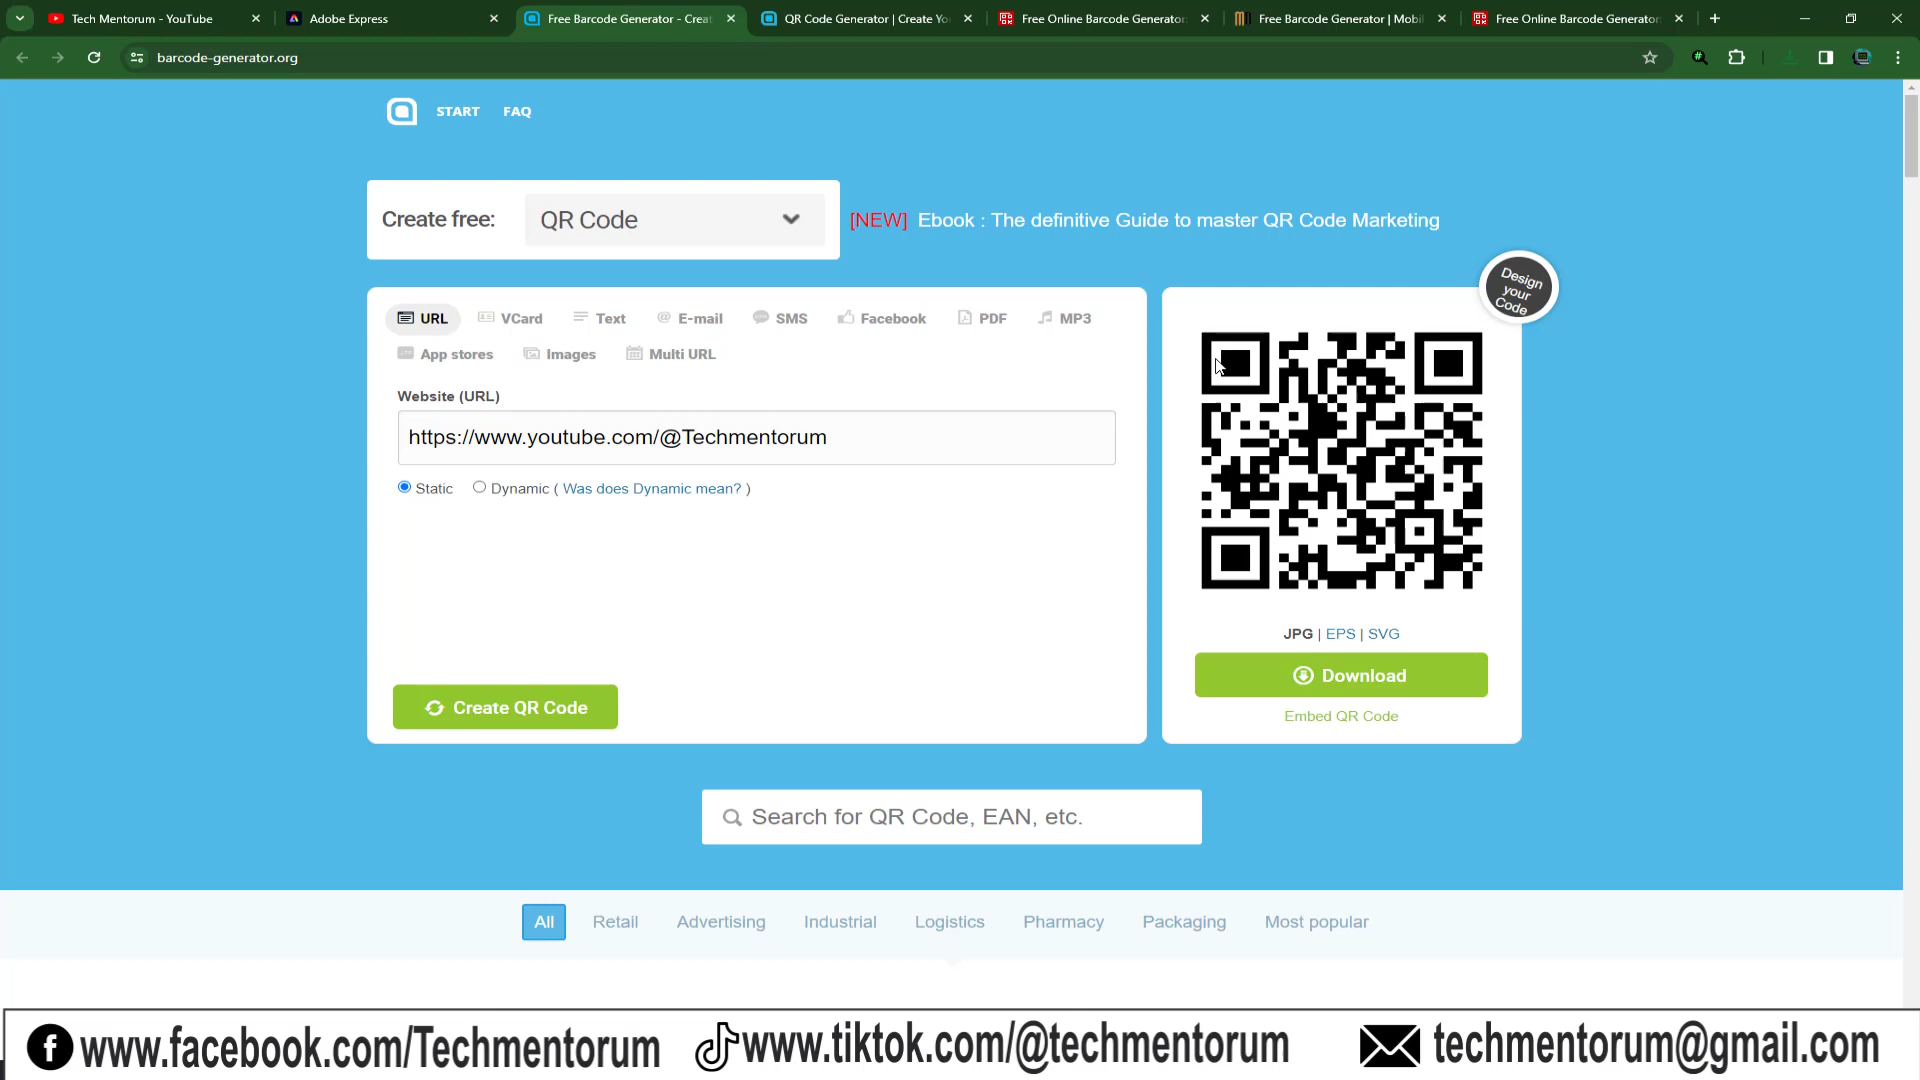 Tech Mentorum - YouTube
Adobe Express
Free Barcode Generator - Creat
QR Code Generator | Create Yo
Free Online Barcode Generator:
Free Barcode Generator | Mobil
Free Online Barcode Generator:
barcode-generator.org
START FAQ
Create free: QR Code
[NEW] Ebook : The definitive Guide to master QR Code Marketing
Design
your
Code
URL VCard Text E-mail SMS Facebook PDF MP3
App stores Images Multi URL
Website (URL)
https://www.youtube.com/@Techmentorum
Static Dynamic ( Was does Dynamic mean? )
JPG | EPS | SVG
Download
Create QR Code
Embed QR Code
Search for QR Code, EAN, etc.
All Retail Advertising Industrial Logistics Pharmacy Packaging Most popular
www.facebook.com/Techmentorum www.tiktok.com/@techmentorum techmentorum@gmail.com